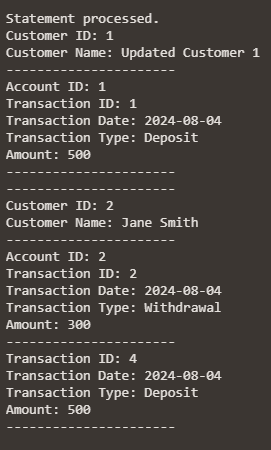 Statement processed.
Customer ID: 1
Customer Name: Updated Customer 1
----------------------
Account ID: 1
Transaction ID: 1
Transaction Date: 2024-08-04
Transaction Type: Deposit
Amount: 500
----------------------
----------------------
Customer ID: 2
Customer Name: Jane Smith
----------------------
Account ID: 2
Transaction ID: 2
Transaction Date: 2024-08-04
Transaction Type: Withdrawal
Amount: 300
----------------------
Transaction ID: 4
Transaction Date: 2024-08-04
Transaction Type: Deposit
Amount: 500
----------------------